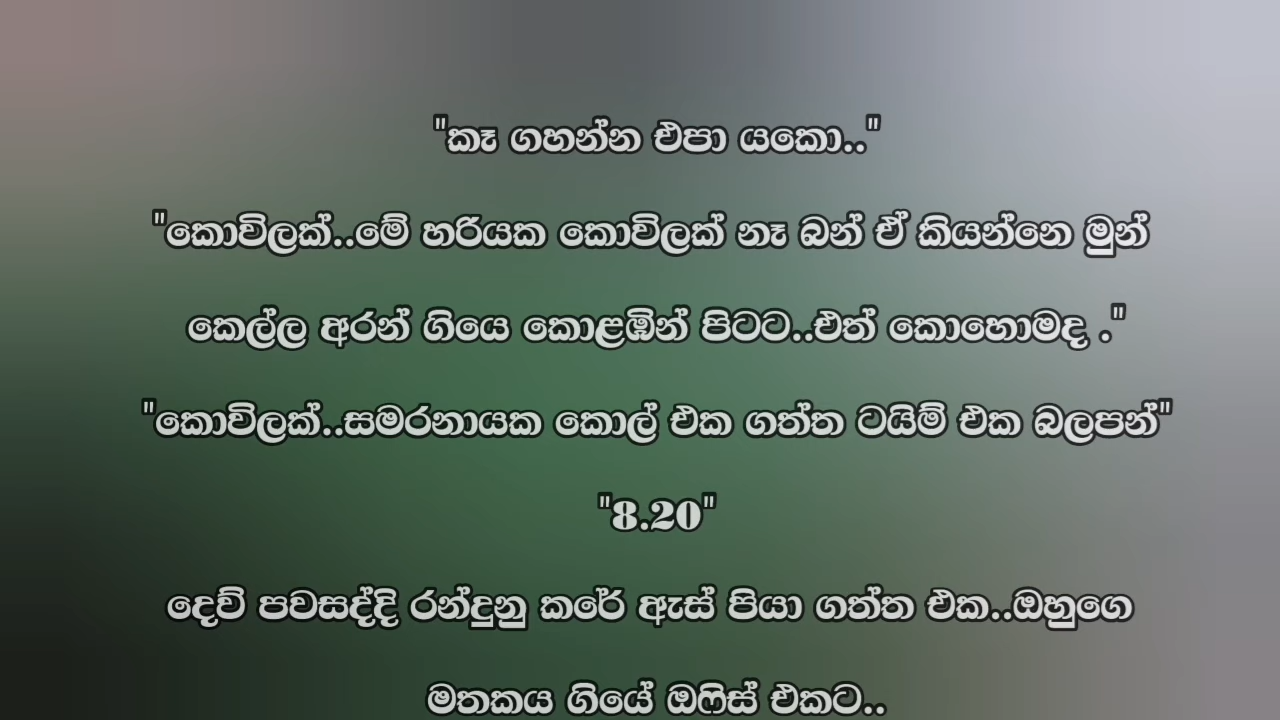 "කෑ ගහන්න එපා යකො.."
"කොවිලක්..මේ හරියක කොවිලක් නෑ බන් ඒ කියන්නෙ මුන්
කෙල්ල අරන් ගියෙ කොළඹින් පිටට..එත් කොහොමද ."
"කොවිලක්..සමරනායක කොල් එක ගත්ත ටයිම් එක බලපන්"
"8.20"
දෙව් පවසද්දි රන්දුනු කරේ ඇස් පියා ගත්ත එක..ඔහුගෙ
මතකය ගියේ ඔෆිස් එකට..